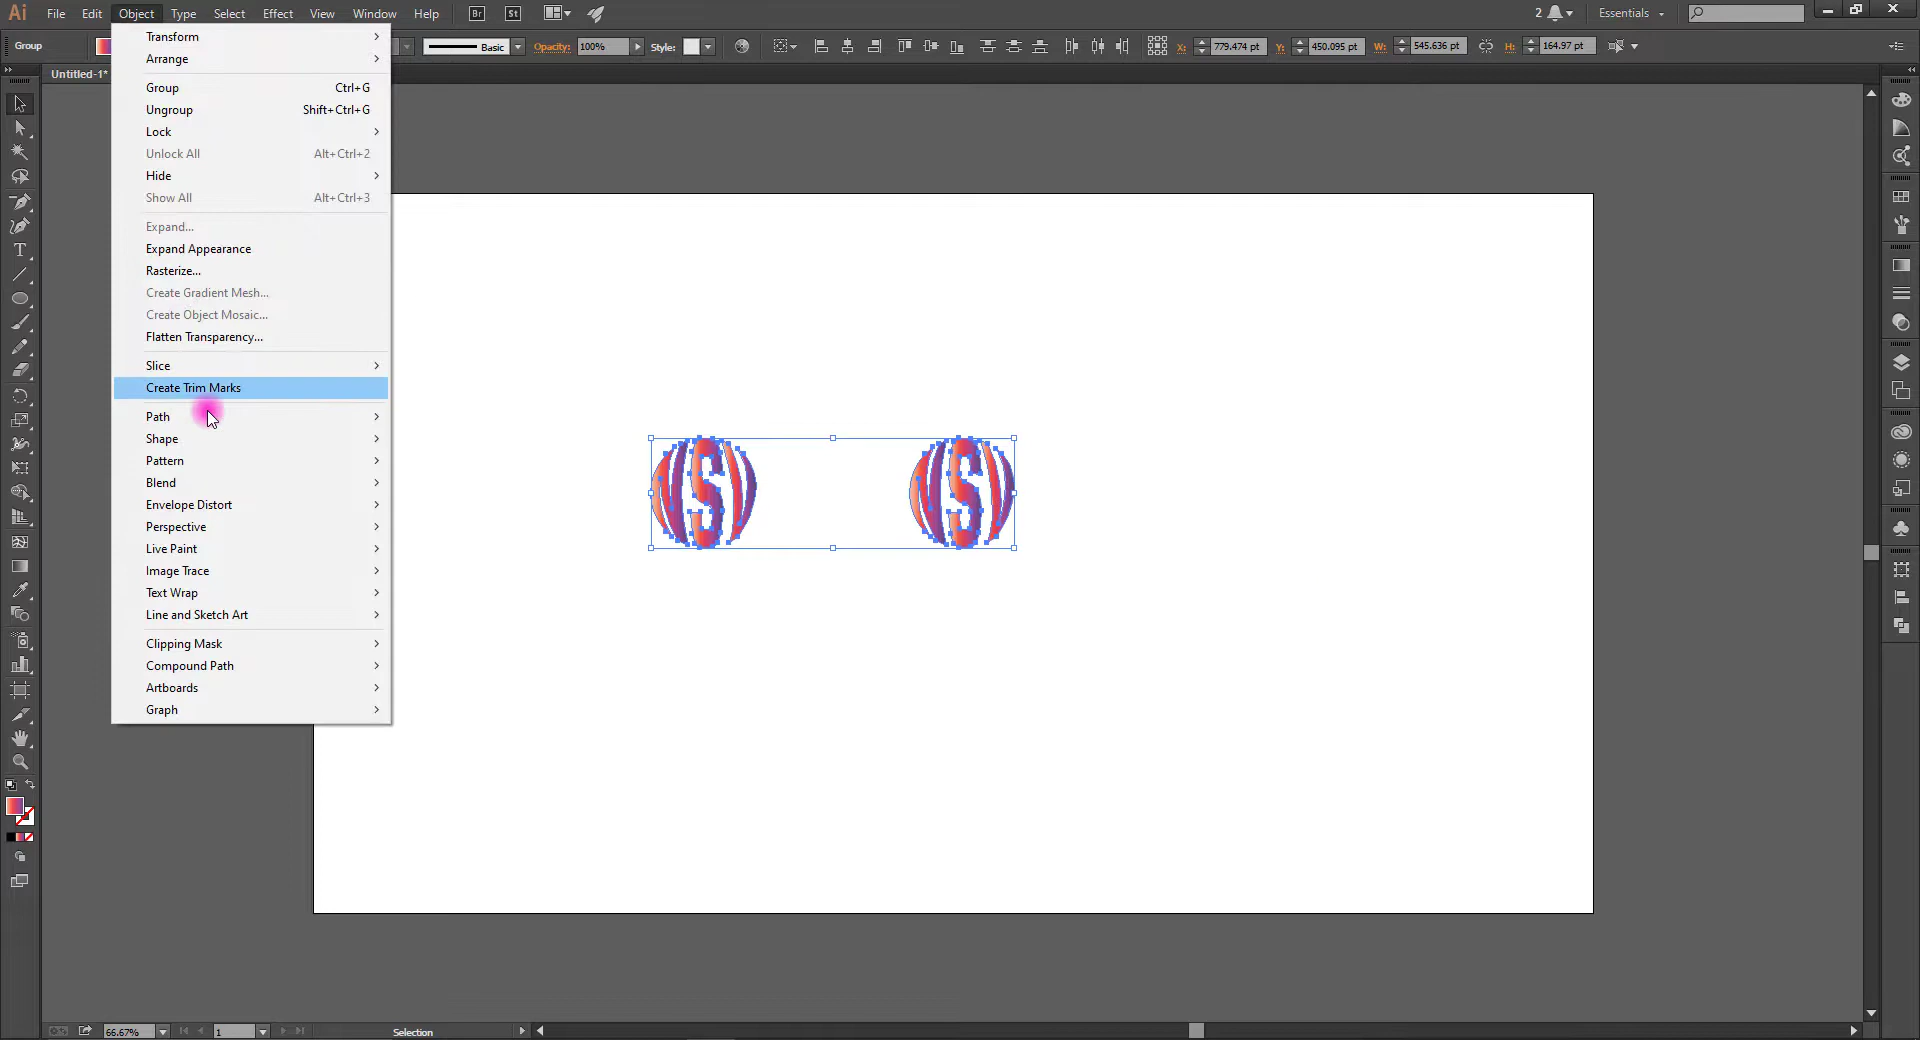 Ai File Edit Object Type Select Effect View Window Help Br St 2 Essentials
Group Basic Opacity: 100% Style: X: 779.474 pt Y: 450.095 pt W: 545.636 pt H: 164.97 pt
Untitled-1*
Transform
Arrange
Group Ctrl+G
Ungroup Shift+Ctrl+G
Lock
Unlock All Alt+Ctrl+2
Hide
Show All Alt+Ctrl+3
Expand...
Expand Appearance
Rasterize...
Create Gradient Mesh...
Create Object Mosaic...
Flatten Transparency...
Slice
Create Trim Marks
Path
Shape
Pattern
Blend
Envelope Distort
Perspective
Live Paint
Image Trace
Text Wrap
Line and Sketch Art
Clipping Mask
Compound Path
Artboards
Graph
S S
66.67% 1 Selection